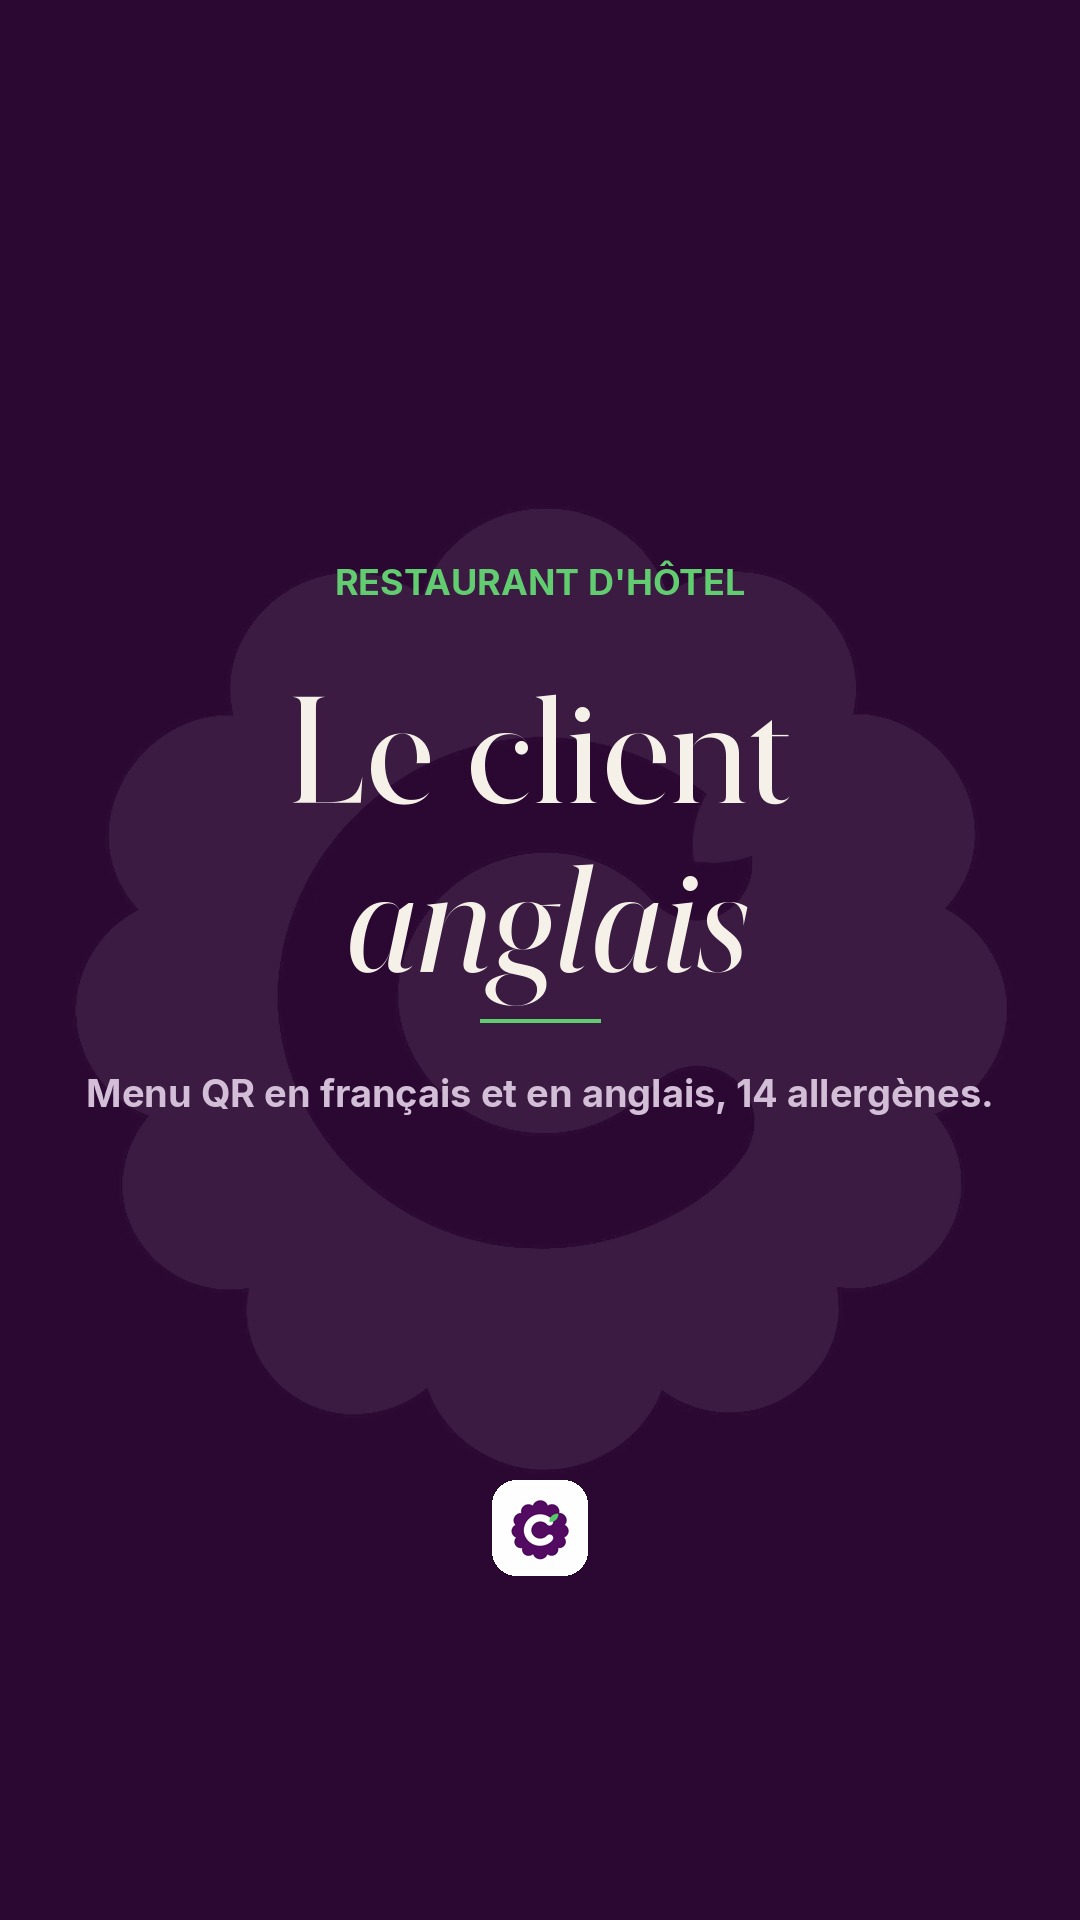 RESTAURANT D'HÔTEL
Le client
anglais
Menu QR en français et en anglais, 14 allergènes.